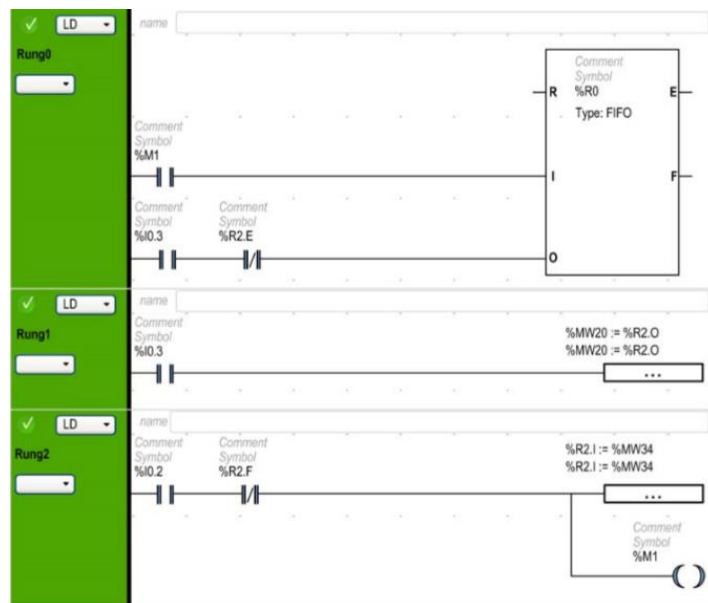 LD
name
Rung0
Comment
Symbol
%R0
R
E
Type: FIFO
Comment
Symbol
%M1
I
F
Comment
Symbol
%I0.3
Comment
Symbol
%R2.E
O
LD
name
Rung1
Comment
Symbol
%I0.3
%MW20 := %R2.O
%MW20 := %R2.O
...
LD
name
Rung2
Comment
Symbol
%I0.2
Comment
Symbol
%R2.F
%R2.I := %MW34
%R2.I := %MW34
...
Comment
Symbol
%M1